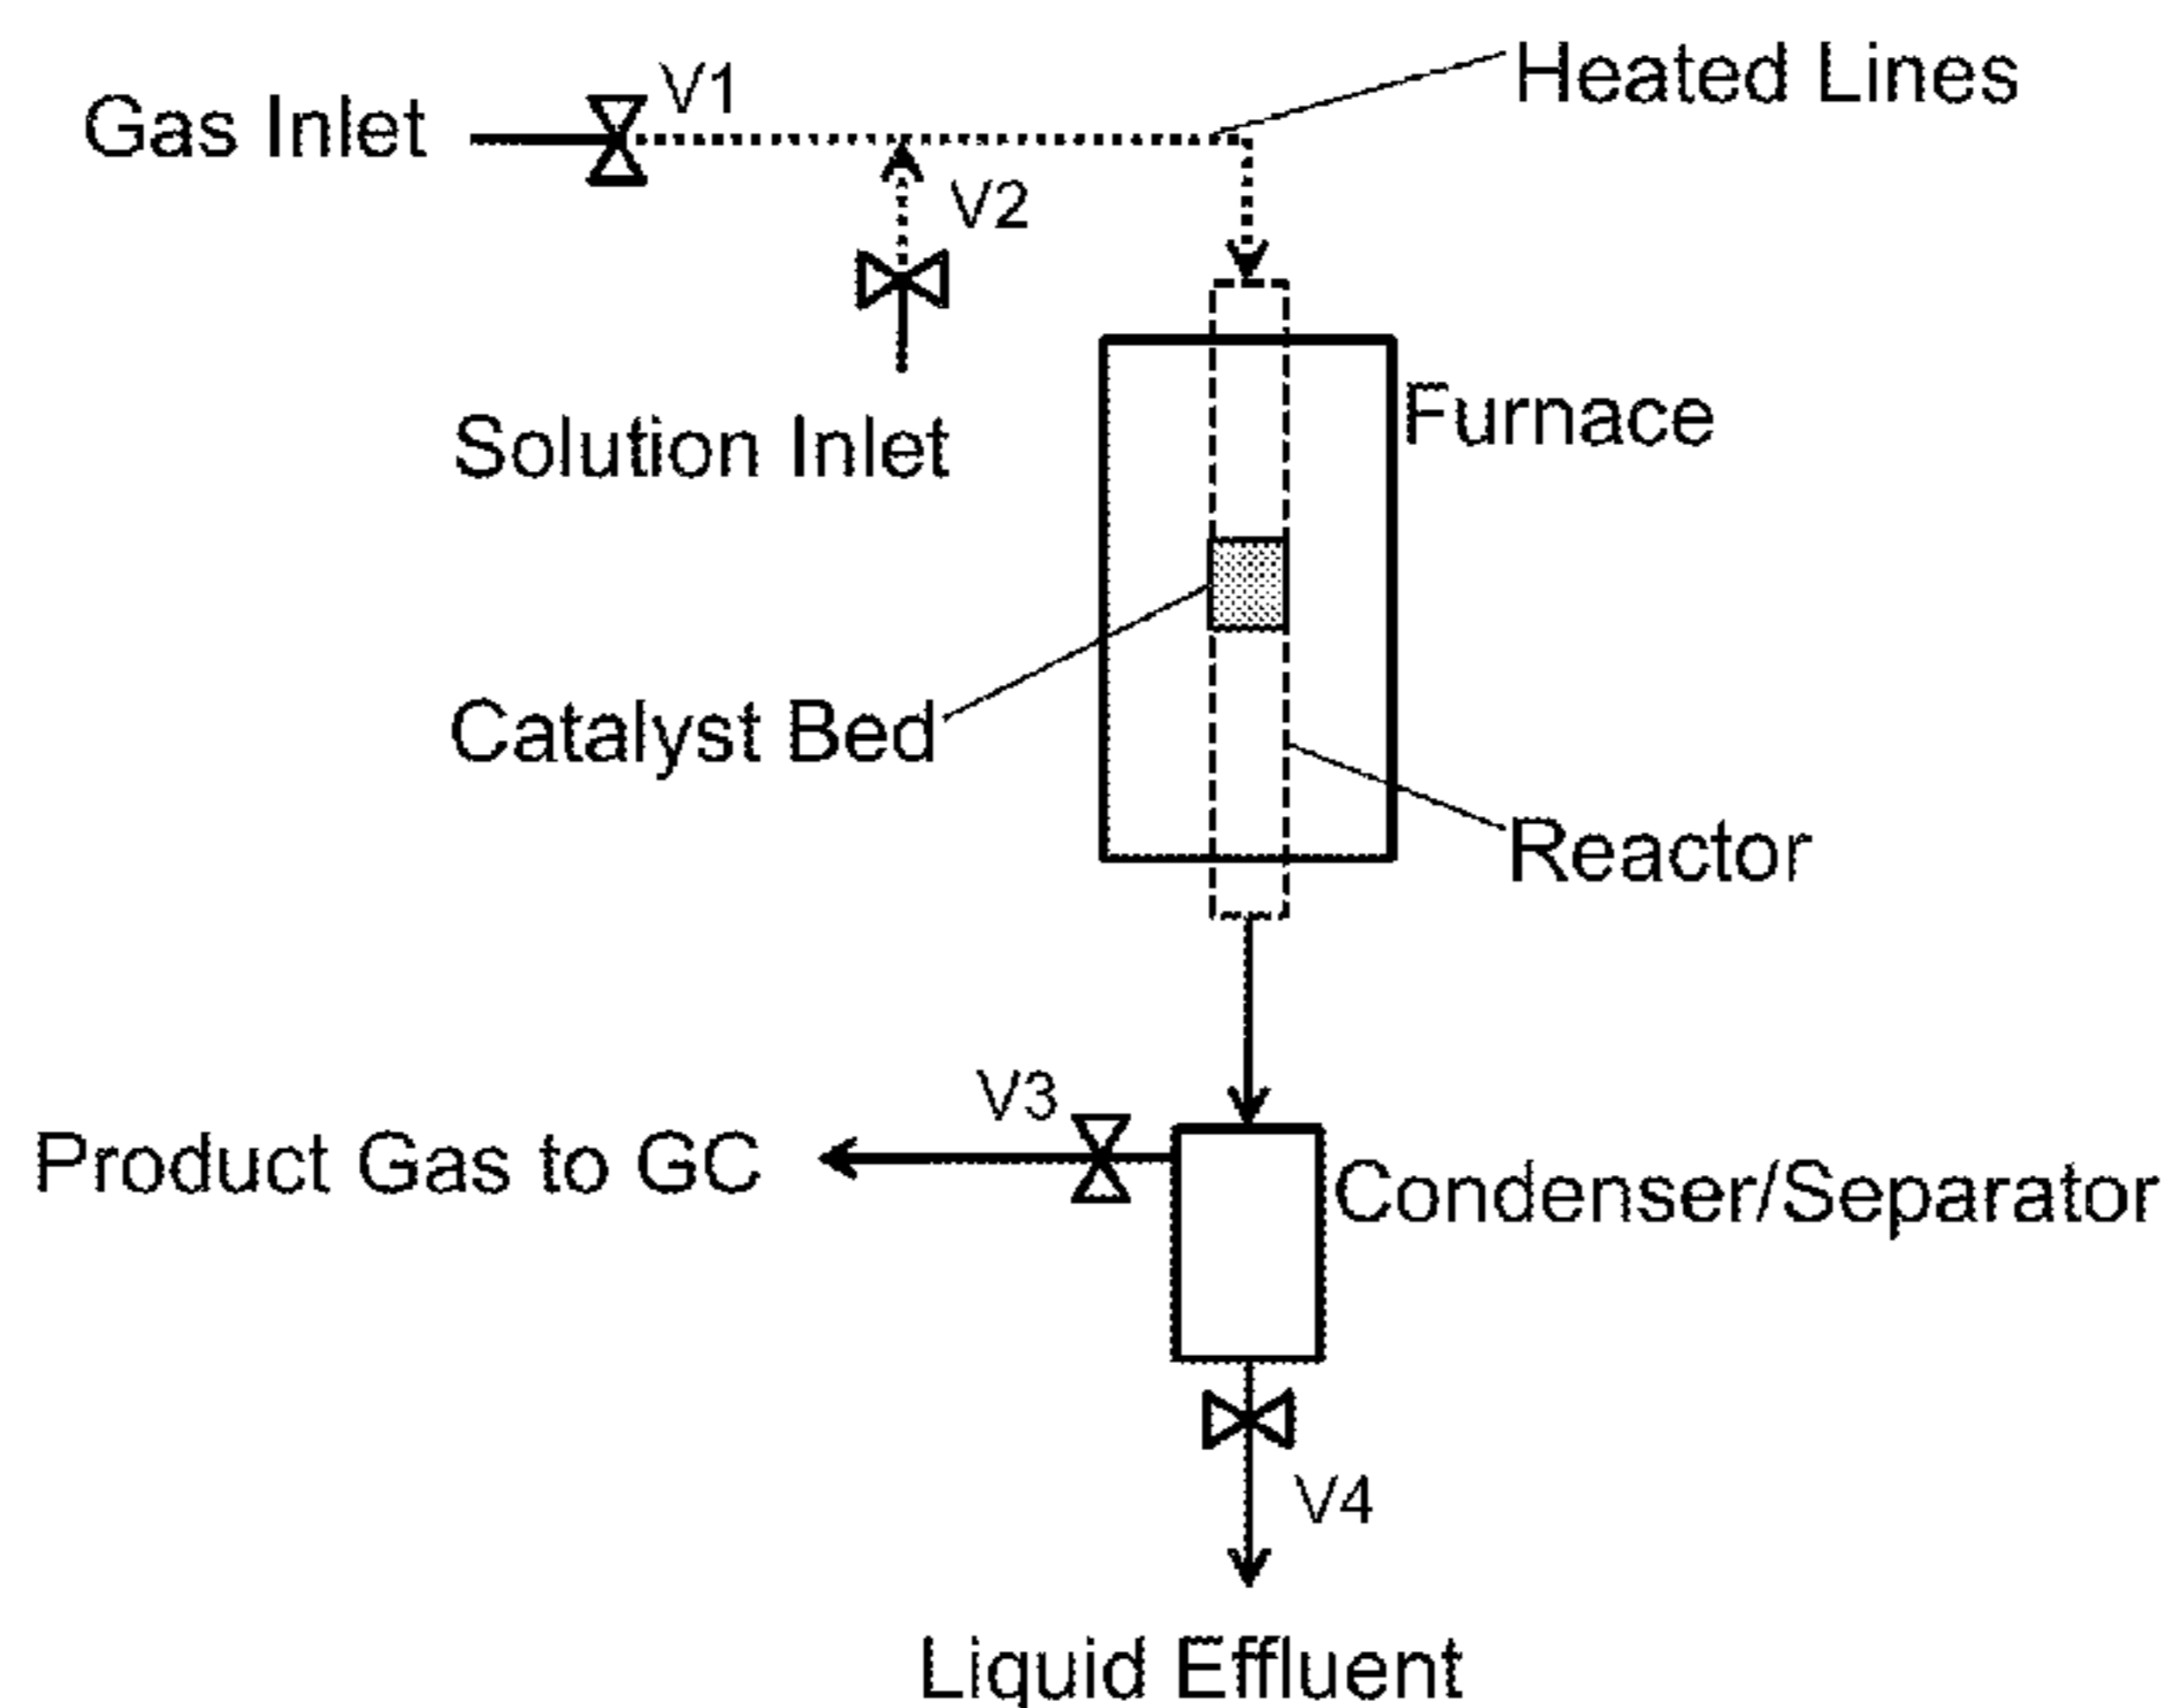 Heated Lines
V1
Gas Inlet
V2
Solution Inlet
Furnace
Catalyst Bed
Reactor
V3
Product Gas to GC
Condenser/Separator
V4
Liquid Effluent